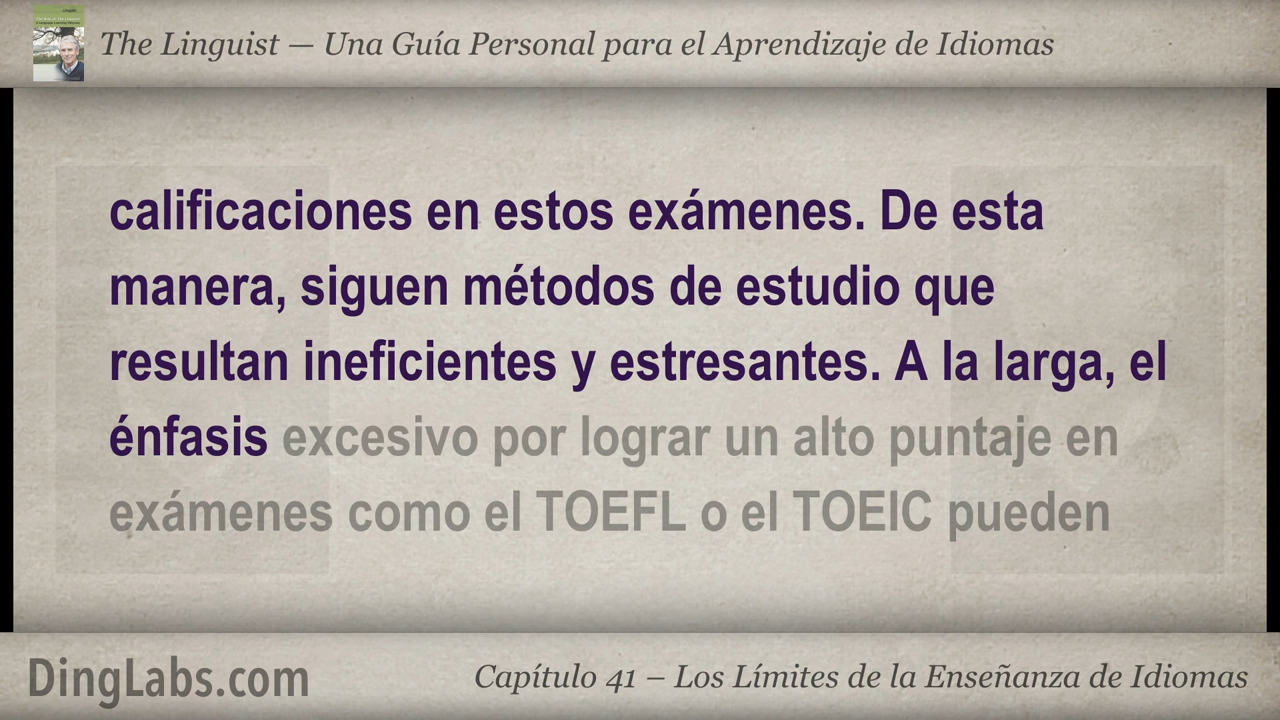 The Linguist — Una Guía Personal para el Aprendizaje de Idiomas
calificaciones en estos exámenes. De esta
manera, siguen métodos de estudio que
resultan ineficientes y estresantes. A la larga, el
énfasis excesivo por lograr un alto puntaje en
exámenes como el TOEFL o el TOEIC pueden
DingLabs.com
Capítulo 41 – Los Límites de la Enseñanza de Idiomas